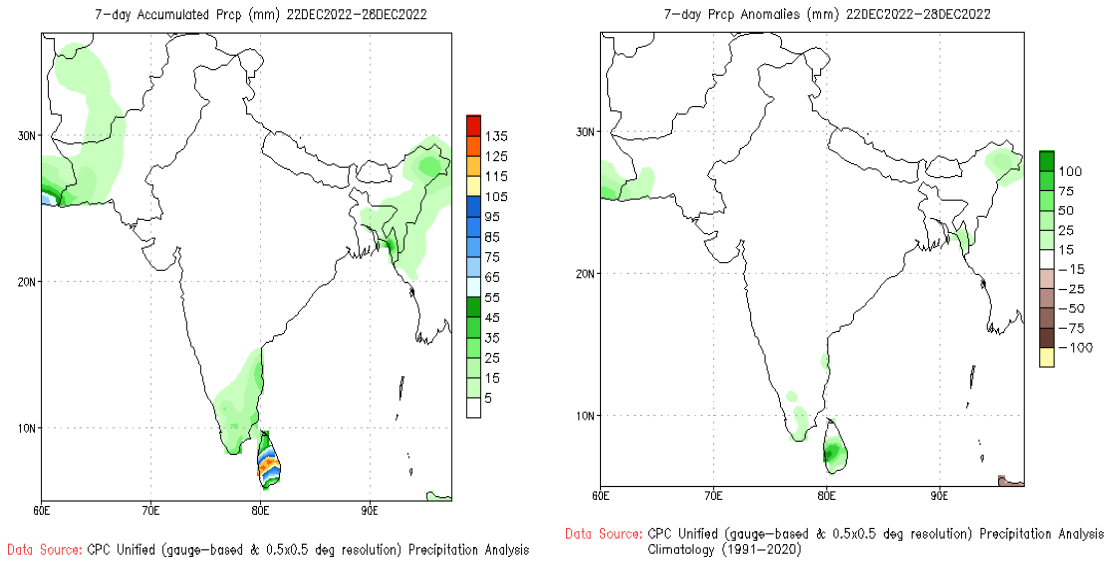 7-day Accumulated Prcp (mm) 22DEC2022-28DEC2022
30N
20N
10N
60E 70E 80E 90E
135
125
115
105
95
85
75
65
55
45
35
25
15
5
Data Source: CPC Unified (gauge-based & 0.5x0.5 deg resolution) Precipitation Analysis
7-day Prcp Anomalies (mm) 22DEC2022-28DEC2022
30N
20N
10N
60E 70E 80E 90E
100
75
50
25
15
-15
-25
-50
-75
-100
Data Source: CPC Unified (gauge-based & 0.5x0.5 deg resolution) Precipitation Analysis
Climatology (1991-2020)